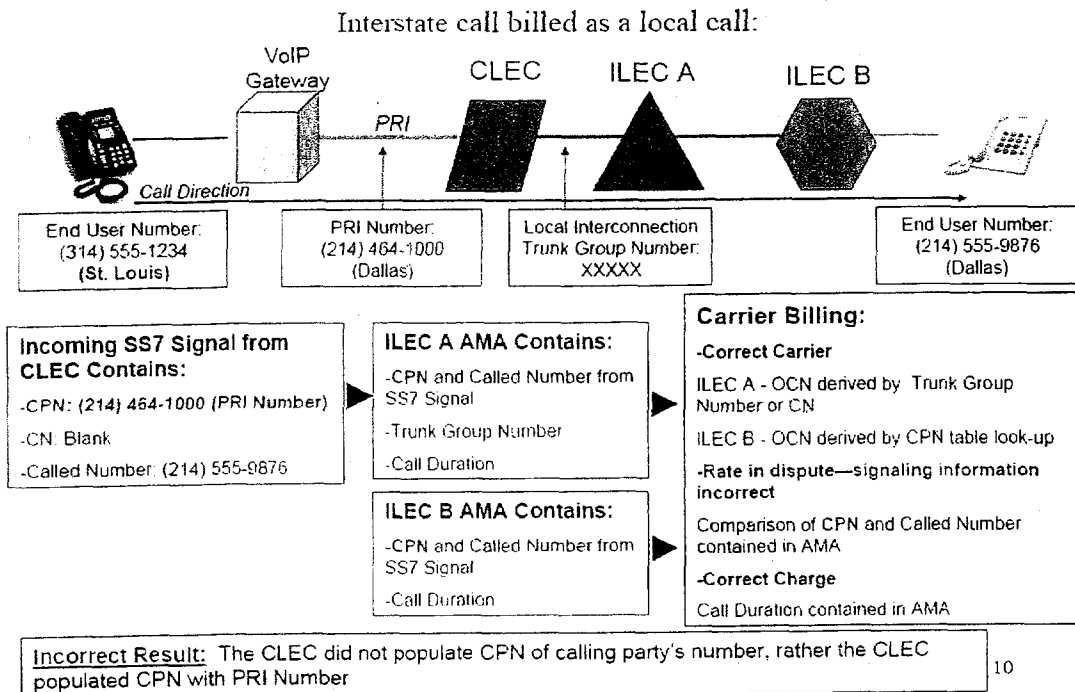 Interstate call billed as a local call:
VoIP
Gateway
CLEC
ILEC A
ILEC B
PRI
Call Direction
End User Number:
(314) 555-1234
(St. Louis)
PRI Number:
(214) 464-1000
(Dallas)
Local Interconnection
Trunk Group Number:
XXXXX
End User Number:
(214) 555-9876
(Dallas)
Incoming SS7 Signal from
CLEC Contains:
-CPN: (214) 464-1000 (PRI Number)
-CN: Blank
-Called Number: (214) 555-9876
ILEC A AMA Contains:
-CPN and Called Number from
SS7 Signal
-Trunk Group Number
-Call Duration
ILEC B AMA Contains:
-CPN and Called Number from
SS7 Signal
-Call Duration
Carrier Billing:
-Correct Carrier
ILEC A - OCN derived by Trunk Group
Number or CN
ILEC B - OCN derived by CPN table look-up
-Rate in dispute—signaling information
incorrect
Comparison of CPN and Called Number
contained in AMA
-Correct Charge
Call Duration contained in AMA
Incorrect Result: The CLEC did not populate CPN of calling party's number, rather the CLEC
populated CPN with PRI Number
10